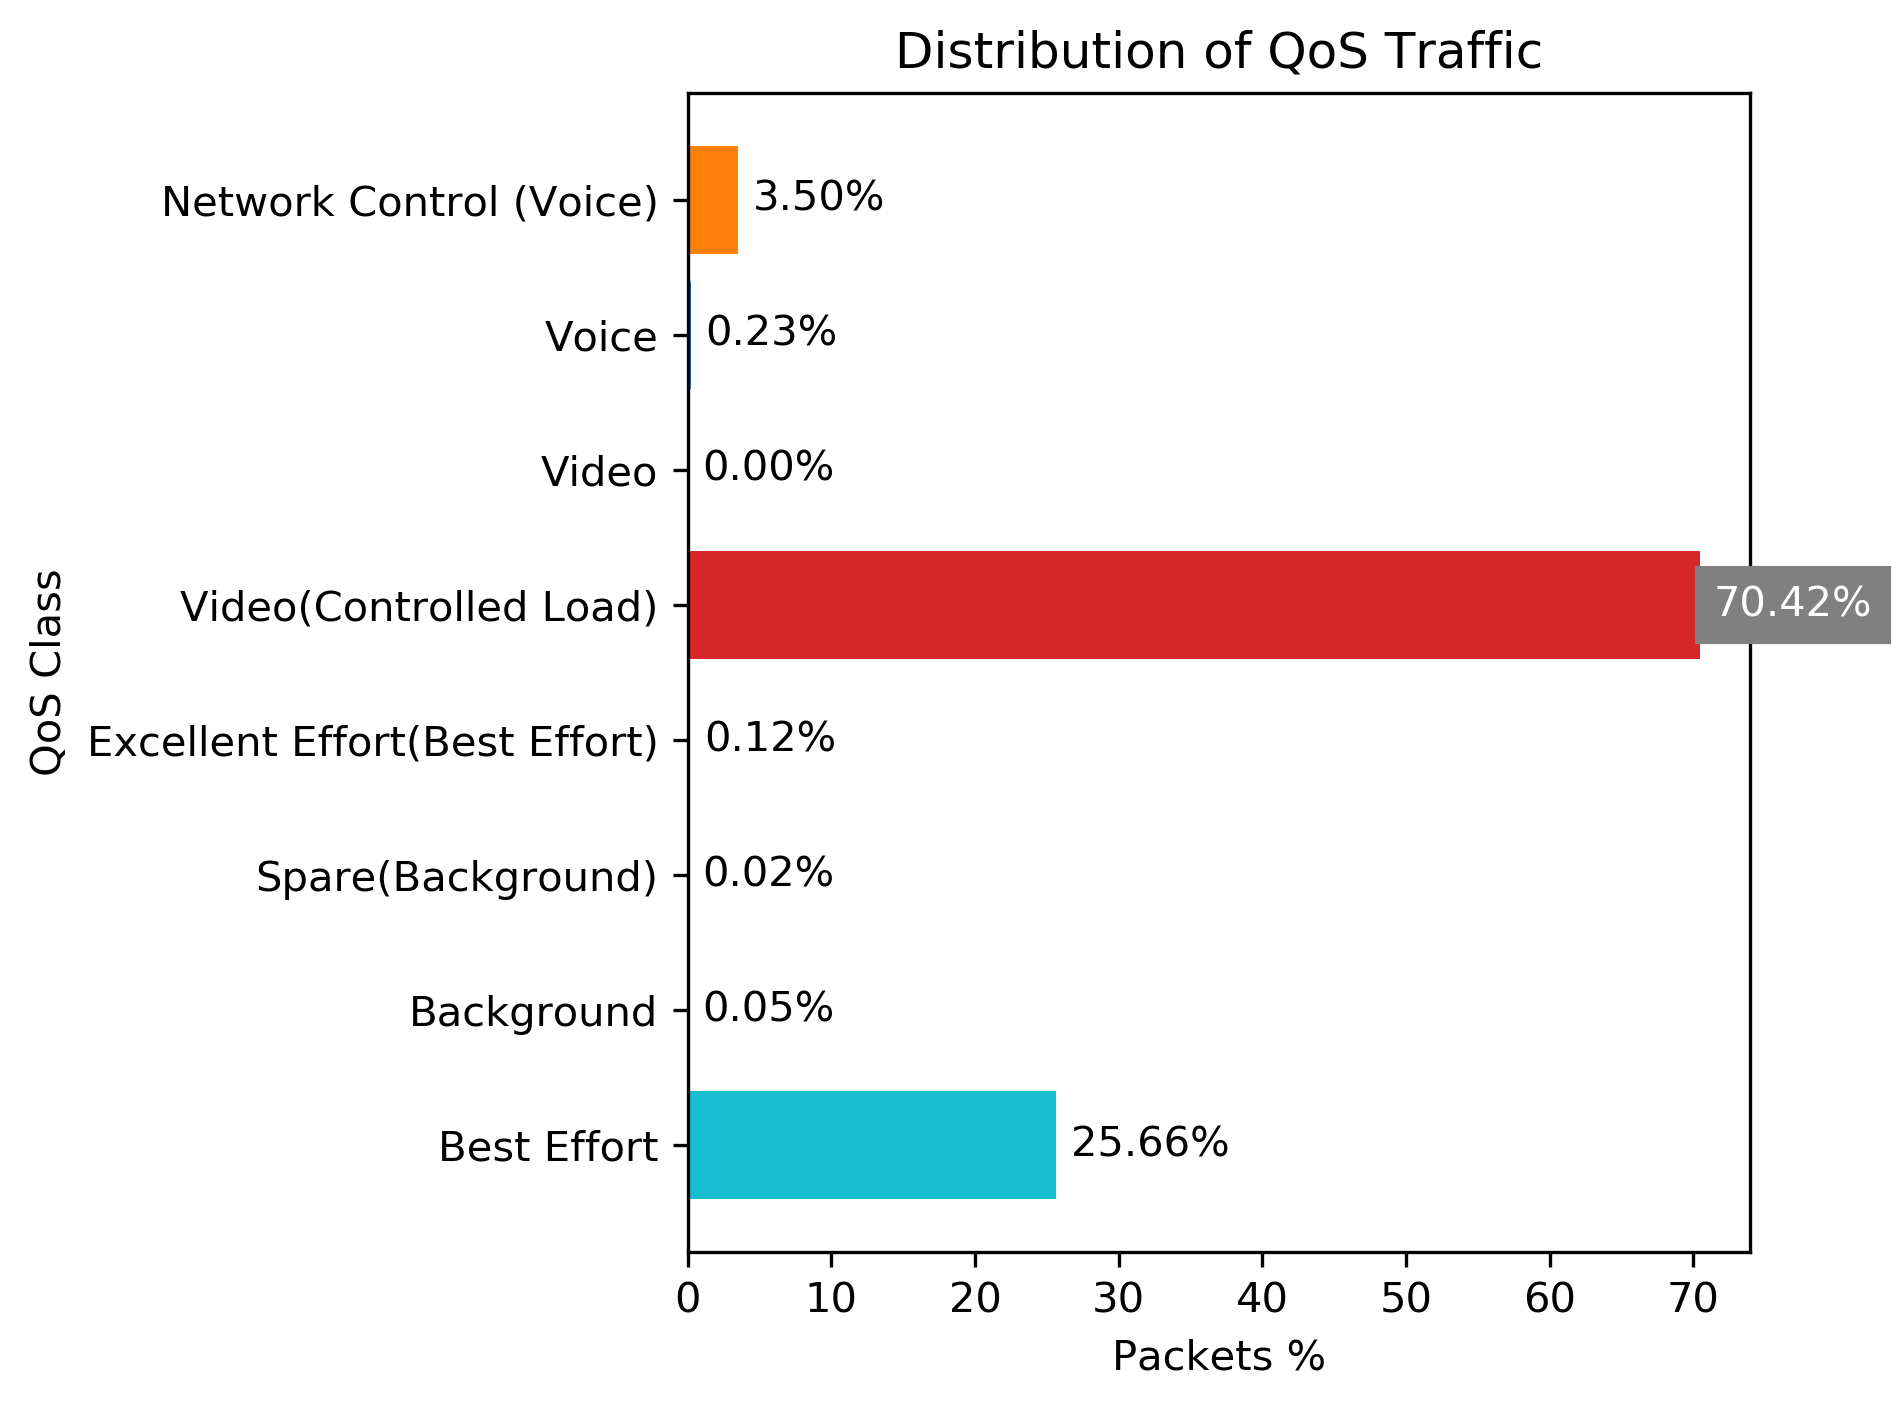 Distribution of QoS Traffic
Network Control (Voice)
3.50%
Voice
0.23%
Video
0.00%
Video(Controlled Load)
70.42%
Excellent Effort(Best Effort)
0.12%
Spare(Background)
0.02%
Background
0.05%
Best Effort
25.66%
QoS Class
0 10 20 30 40 50 60 70
Packets %